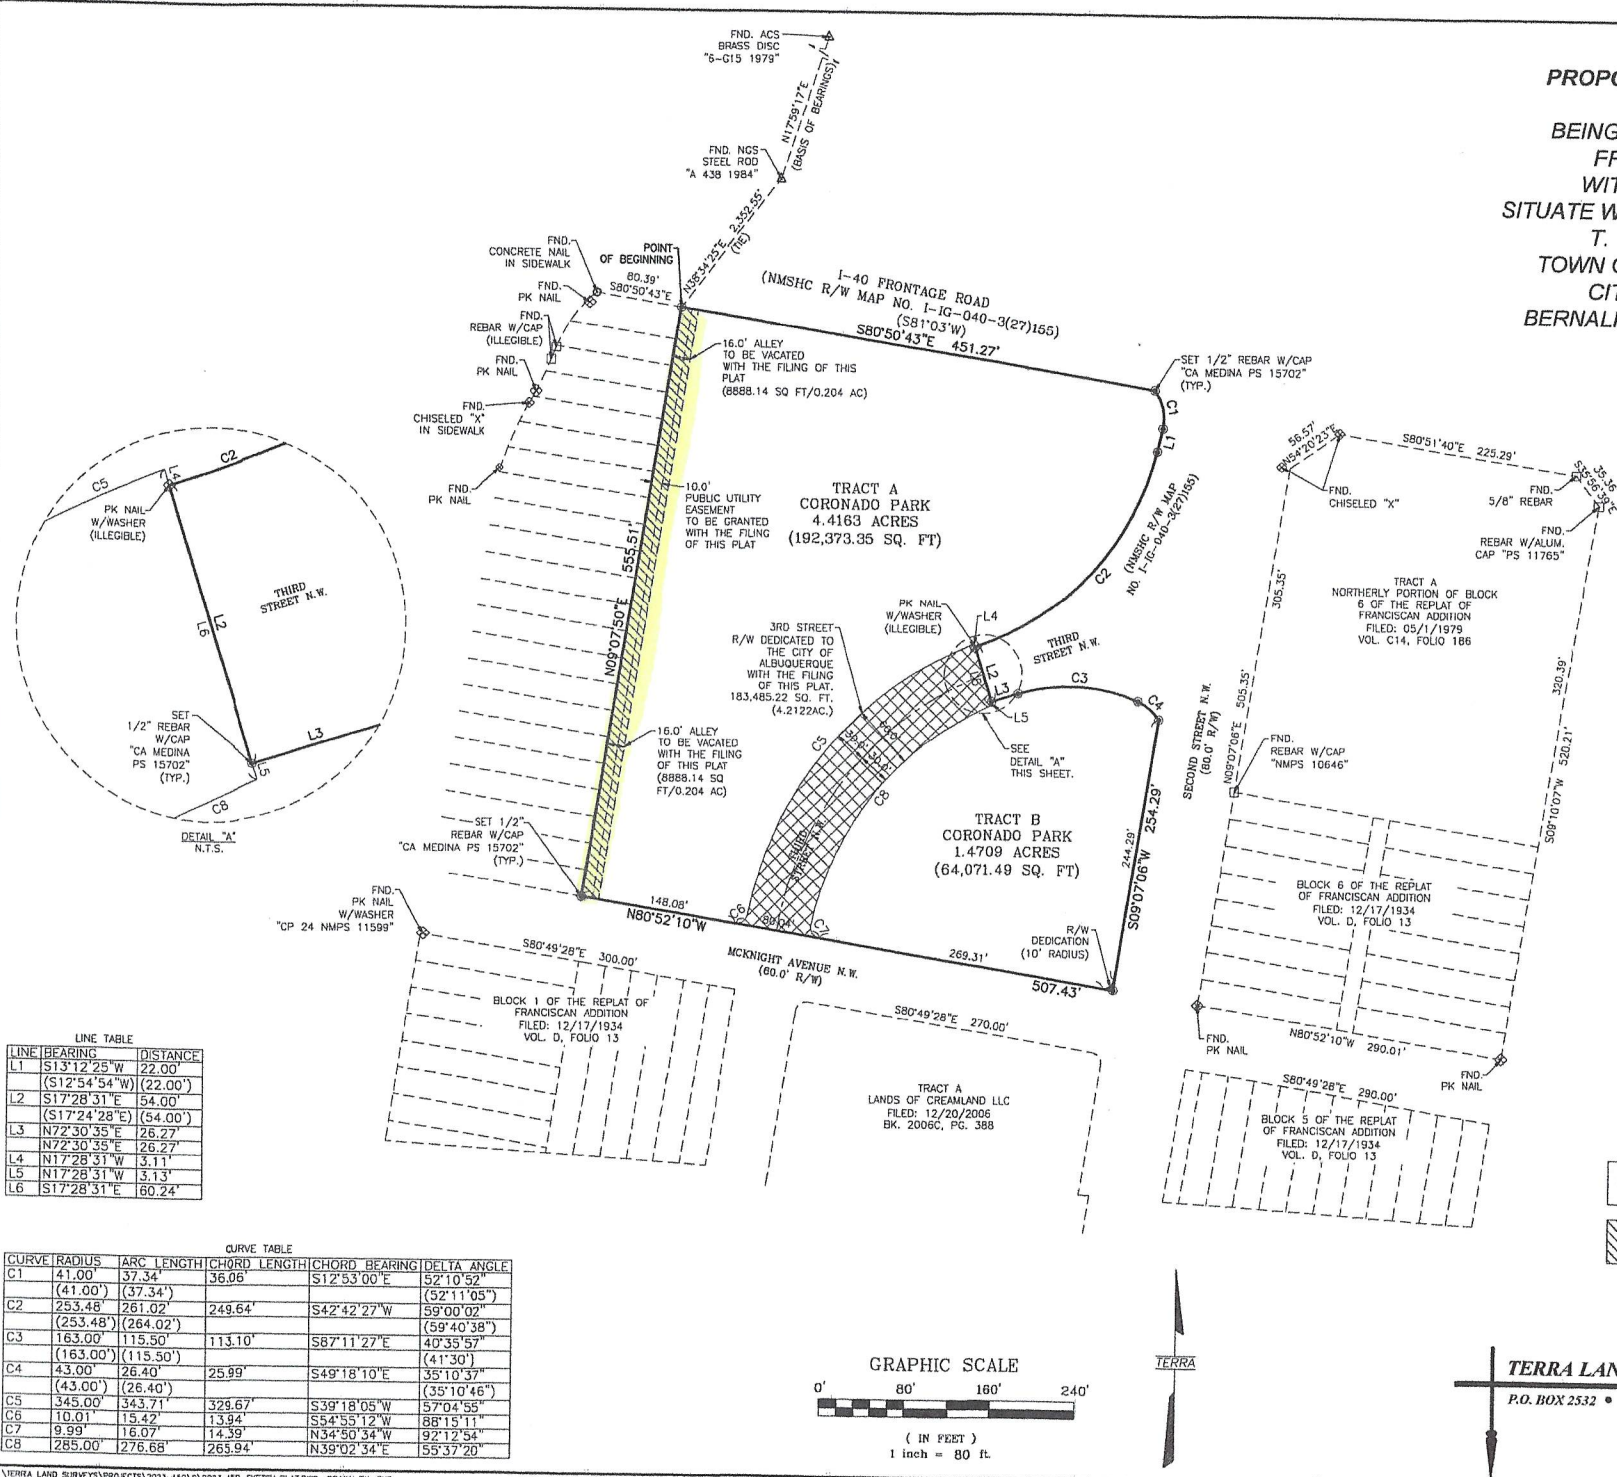 FND. ACS
BRASS DISC
"6-G15 1979"
N17°59'17"E
(BASIS OF BEARINGS)
FND. NGS
STEEL ROD
"A 438 1984"
N38°34'25"E 2,352.55'
(TIE)
PROPO
BEING
FR
WIT
SITUATE W
T.
TOWN O
CIT
BERNALI
FND.
CONCRETE NAIL
IN SIDEWALK
POINT
OF BEGINNING
80.39'
S80°50'43"E
FND.
PK NAIL
FND.
REBAR W/CAP
(ILLEGIBLE)
FND.
PK NAIL
FND.
CHISELED "X"
IN SIDEWALK
FND.
PK NAIL
I-40 FRONTAGE ROAD
(NMSHC R/W MAP NO. I-IG-040-3(27)155)
(S81°03'W)
S80°50'43"E 451.27'
16.0' ALLEY
TO BE VACATED
WITH THE FILING OF THIS
PLAT
(8888.14 SQ FT/0.204 AC)
SET 1/2" REBAR W/CAP
"CA MEDINA PS 15702"
(TYP.)
C1
L1
10.0'
PUBLIC UTILITY
EASEMENT
TO BE GRANTED
WITH THE FILING
OF THIS PLAT
TRACT A
CORONADO PARK
4.4163 ACRES
(192,373.35 SQ. FT)
N09°07'50"E 555.51'
C2
(NMSHC R/W MAP
NO. I-IG-040-3(27)155)
PK NAIL
W/WASHER
(ILLEGIBLE)
L4
THIRD
STREET N.W.
3RD STREET
R/W DEDICATED TO
THE CITY OF
ALBUQUERQUE
WITH THE FILING
OF THIS PLAT.
183,485.22 SQ. FT.
(4.2122AC.)
L2
L6
L3
C3
C4
L5
C5
30.0'
30.0'
C8
SEE
DETAIL "A"
THIS SHEET.
16.0' ALLEY
TO BE VACATED
WITH THE FILING
OF THIS PLAT
(8888.14 SQ
FT/0.204 AC)
TRACT B
CORONADO PARK
1.4709 ACRES
(64,071.49 SQ. FT)
244.29'
S09°07'06"W 254.29'
THIRD
STREET N.W.
SET 1/2"
REBAR W/CAP
"CA MEDINA PS 15702"
(TYP.)
148.08'
N80°52'10"W
C6
80.04'
C7
R/W
DEDICATION
(10' RADIUS)
269.31'
507.43'
MCKNIGHT AVENUE N.W.
(60.0' R/W)
FND.
PK NAIL
W/WASHER
"CP 24 NMPS 11599"
S80°49'28"E 300.00'
BLOCK 1 OF THE REPLAT OF
FRANCISCAN ADDITION
FILED: 12/17/1934
VOL. D, FOLIO 13
S80°49'28"E 270.00'
TRACT A
LANDS OF CREAMLAND LLC
FILED: 12/20/2006
BK. 2006C, PG. 388
56.57'
N54°20'23"E
S80°51'40"E 225.29'
35.36'
FND.
CHISELED "X"
FND.
5/8" REBAR
FND.
REBAR W/ALUM.
CAP "PS 11765"
305.35'
TRACT A
NORTHERLY PORTION OF BLOCK
6 OF THE REPLAT OF
FRANCISCAN ADDITION
FILED: 05/1/1979
VOL. C14, FOLIO 186
320.39'
SECOND STREET N.W.
(80.0' R/W)
N09°07'06"E 505.35'
FND.
REBAR W/CAP
"NMPS 10646"
S09°10'07"W 520.21'
BLOCK 6 OF THE REPLAT
OF FRANCISCAN ADDITION
FILED: 12/17/1934
VOL. D, FOLIO 13
FND.
PK NAIL
N80°52'10"W 290.01'
FND.
PK NAIL
S80°49'28"E 290.00'
BLOCK 5 OF THE REPLAT
OF FRANCISCAN ADDITION
FILED: 12/17/1934
VOL. D, FOLIO 13
C5
L4
C2
PK NAIL
W/WASHER
(ILLEGIBLE)
THIRD
STREET N.W.
L2
L6
SET
1/2" REBAR
W/CAP
"CA MEDINA
PS 15702"
(TYP.)
L3
L5
C8
DETAIL "A"
N.T.S.
LINE TABLE
LINE BEARING DISTANCE
L1 S13°12'25"W 22.00'
(S12°54'54"W) (22.00')
L2 S17°28'31"E 54.00'
(S17°24'28"E) (54.00')
L3 N72°30'35"E 26.27'
N72°30'35"E 26.27'
L4 N17°28'31"W 3.11'
L5 N17°28'31"W 3.13'
L6 S17°28'31"E 60.24'
CURVE TABLE
CURVE RADIUS ARC LENGTH CHORD LENGTH CHORD BEARING DELTA ANGLE
C1 41.00' 37.34' 36.06' S12°53'00"E 52°10'52"
(41.00') (37.34') (52°11'05")
C2 253.48' 261.02' 249.64' S42°42'27"W 59°00'02"
(253.48') (264.02') (59°40'38")
C3 163.00' 115.50' 113.10' S87°11'27"E 40°35'57"
(163.00') (115.50') (41°30')
C4 43.00' 26.40' 25.99' S49°18'10"E 35°10'37"
(43.00') (26.40') (35°10'46")
C5 345.00' 343.71' 329.67' S39°18'05"W 57°04'55"
C6 10.01' 15.42' 13.94' S54°55'12"W 88°15'11"
C7 9.99' 16.07' 14.39' N34°50'34"W 92°12'54"
C8 285.00' 276.68' 265.94' N39°02'34"E 55°37'20"
GRAPHIC SCALE
0' 80' 160' 240'
( IN FEET )
1 inch = 80 ft.
TERRA
TERRA LAN
P.O. BOX 2532 •